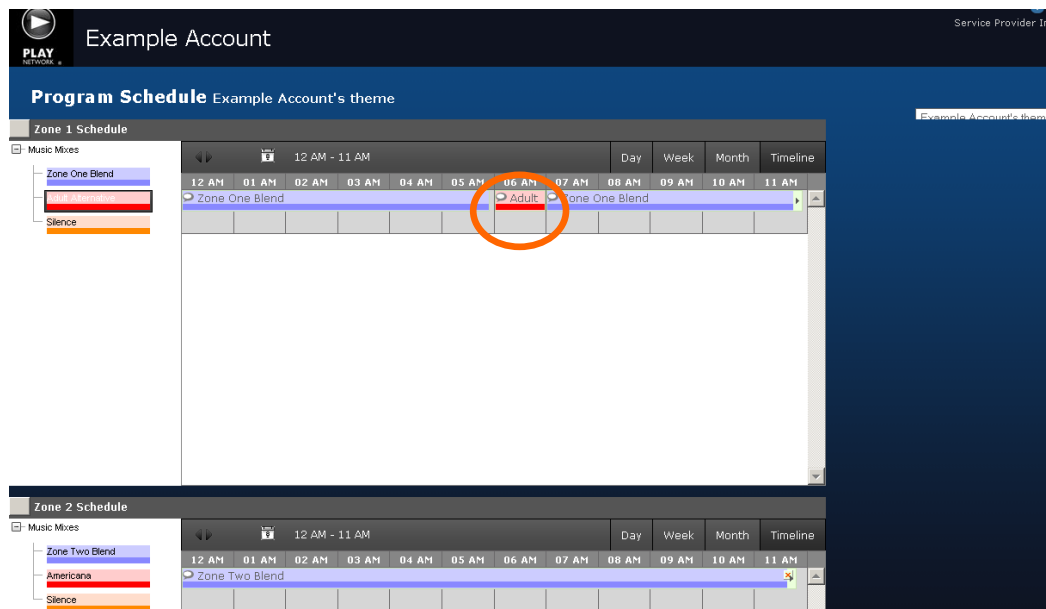 PLAY
NETWORK ®
Example Account
Service Provider
Program Schedule Example Account's theme
Example Account's them
Zone 1 Schedule
Music Mixes
Zone One Blend
Adult Alternative
Silence
12 AM - 11 AM
Day Week Month Timeline
12 AM 01 AM 02 AM 03 AM 04 AM 05 AM 06 AM 07 AM 08 AM 09 AM 10 AM 11 AM
Zone One Blend Adult Zone One Blend
Zone 2 Schedule
Music Mixes
Zone Two Blend
Americana
Silence
12 AM - 11 AM
Day Week Month Timeline
12 AM 01 AM 02 AM 03 AM 04 AM 05 AM 06 AM 07 AM 08 AM 09 AM 10 AM 11 AM
Zone Two Blend